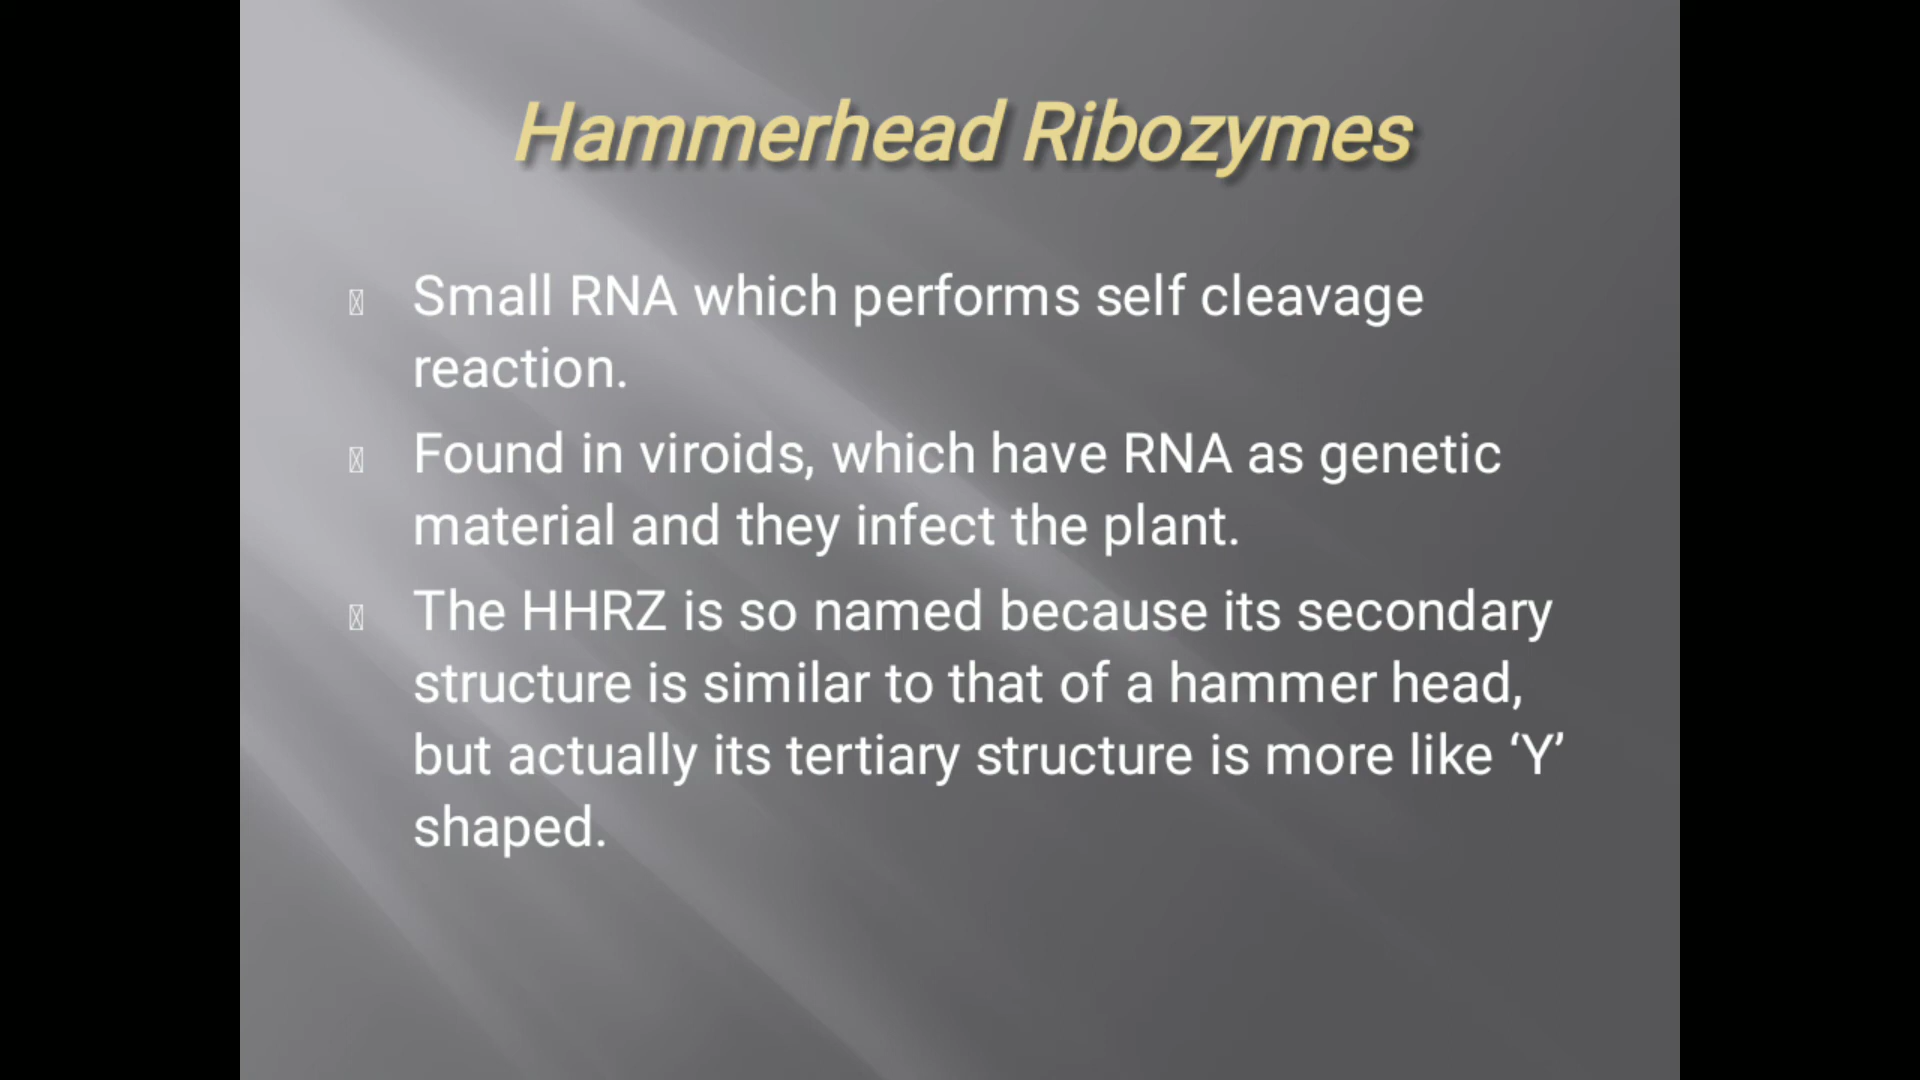 Hammerhead Ribozymes
Small RNA which performs self cleavage
reaction.
Found in viroids, which have RNA as genetic
material and they infect the plant.
The HHRZ is so named because its secondary
structure is similar to that of a hammer head,
but actually its tertiary structure is more like ‘Y’
shaped.